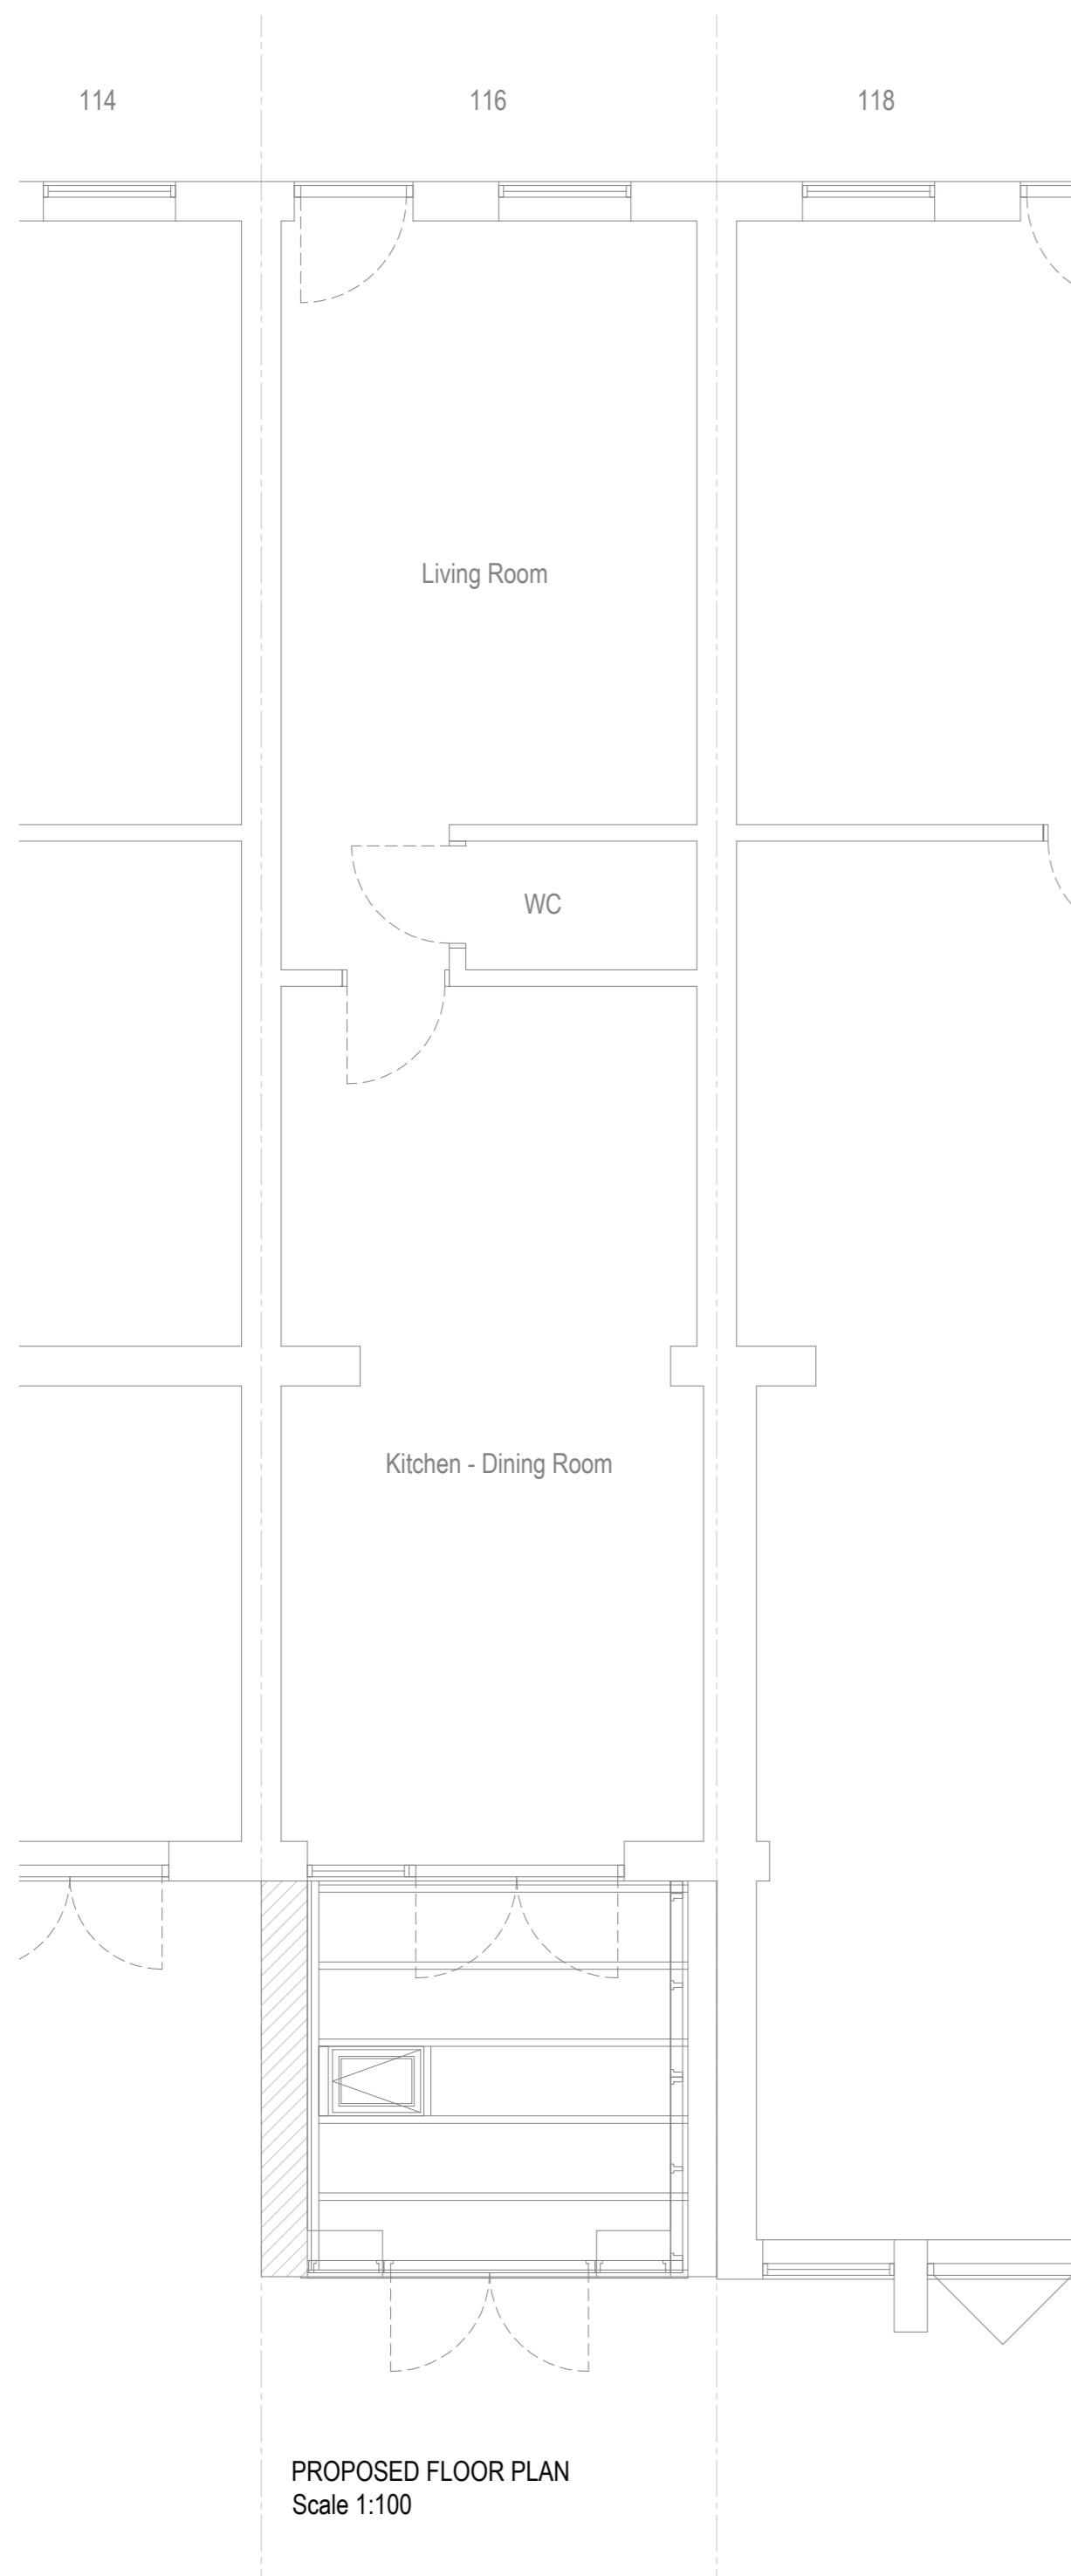 114
116
118
Living Room
WC
Kitchen - Dining Room
PROPOSED FLOOR PLAN
Scale 1:100